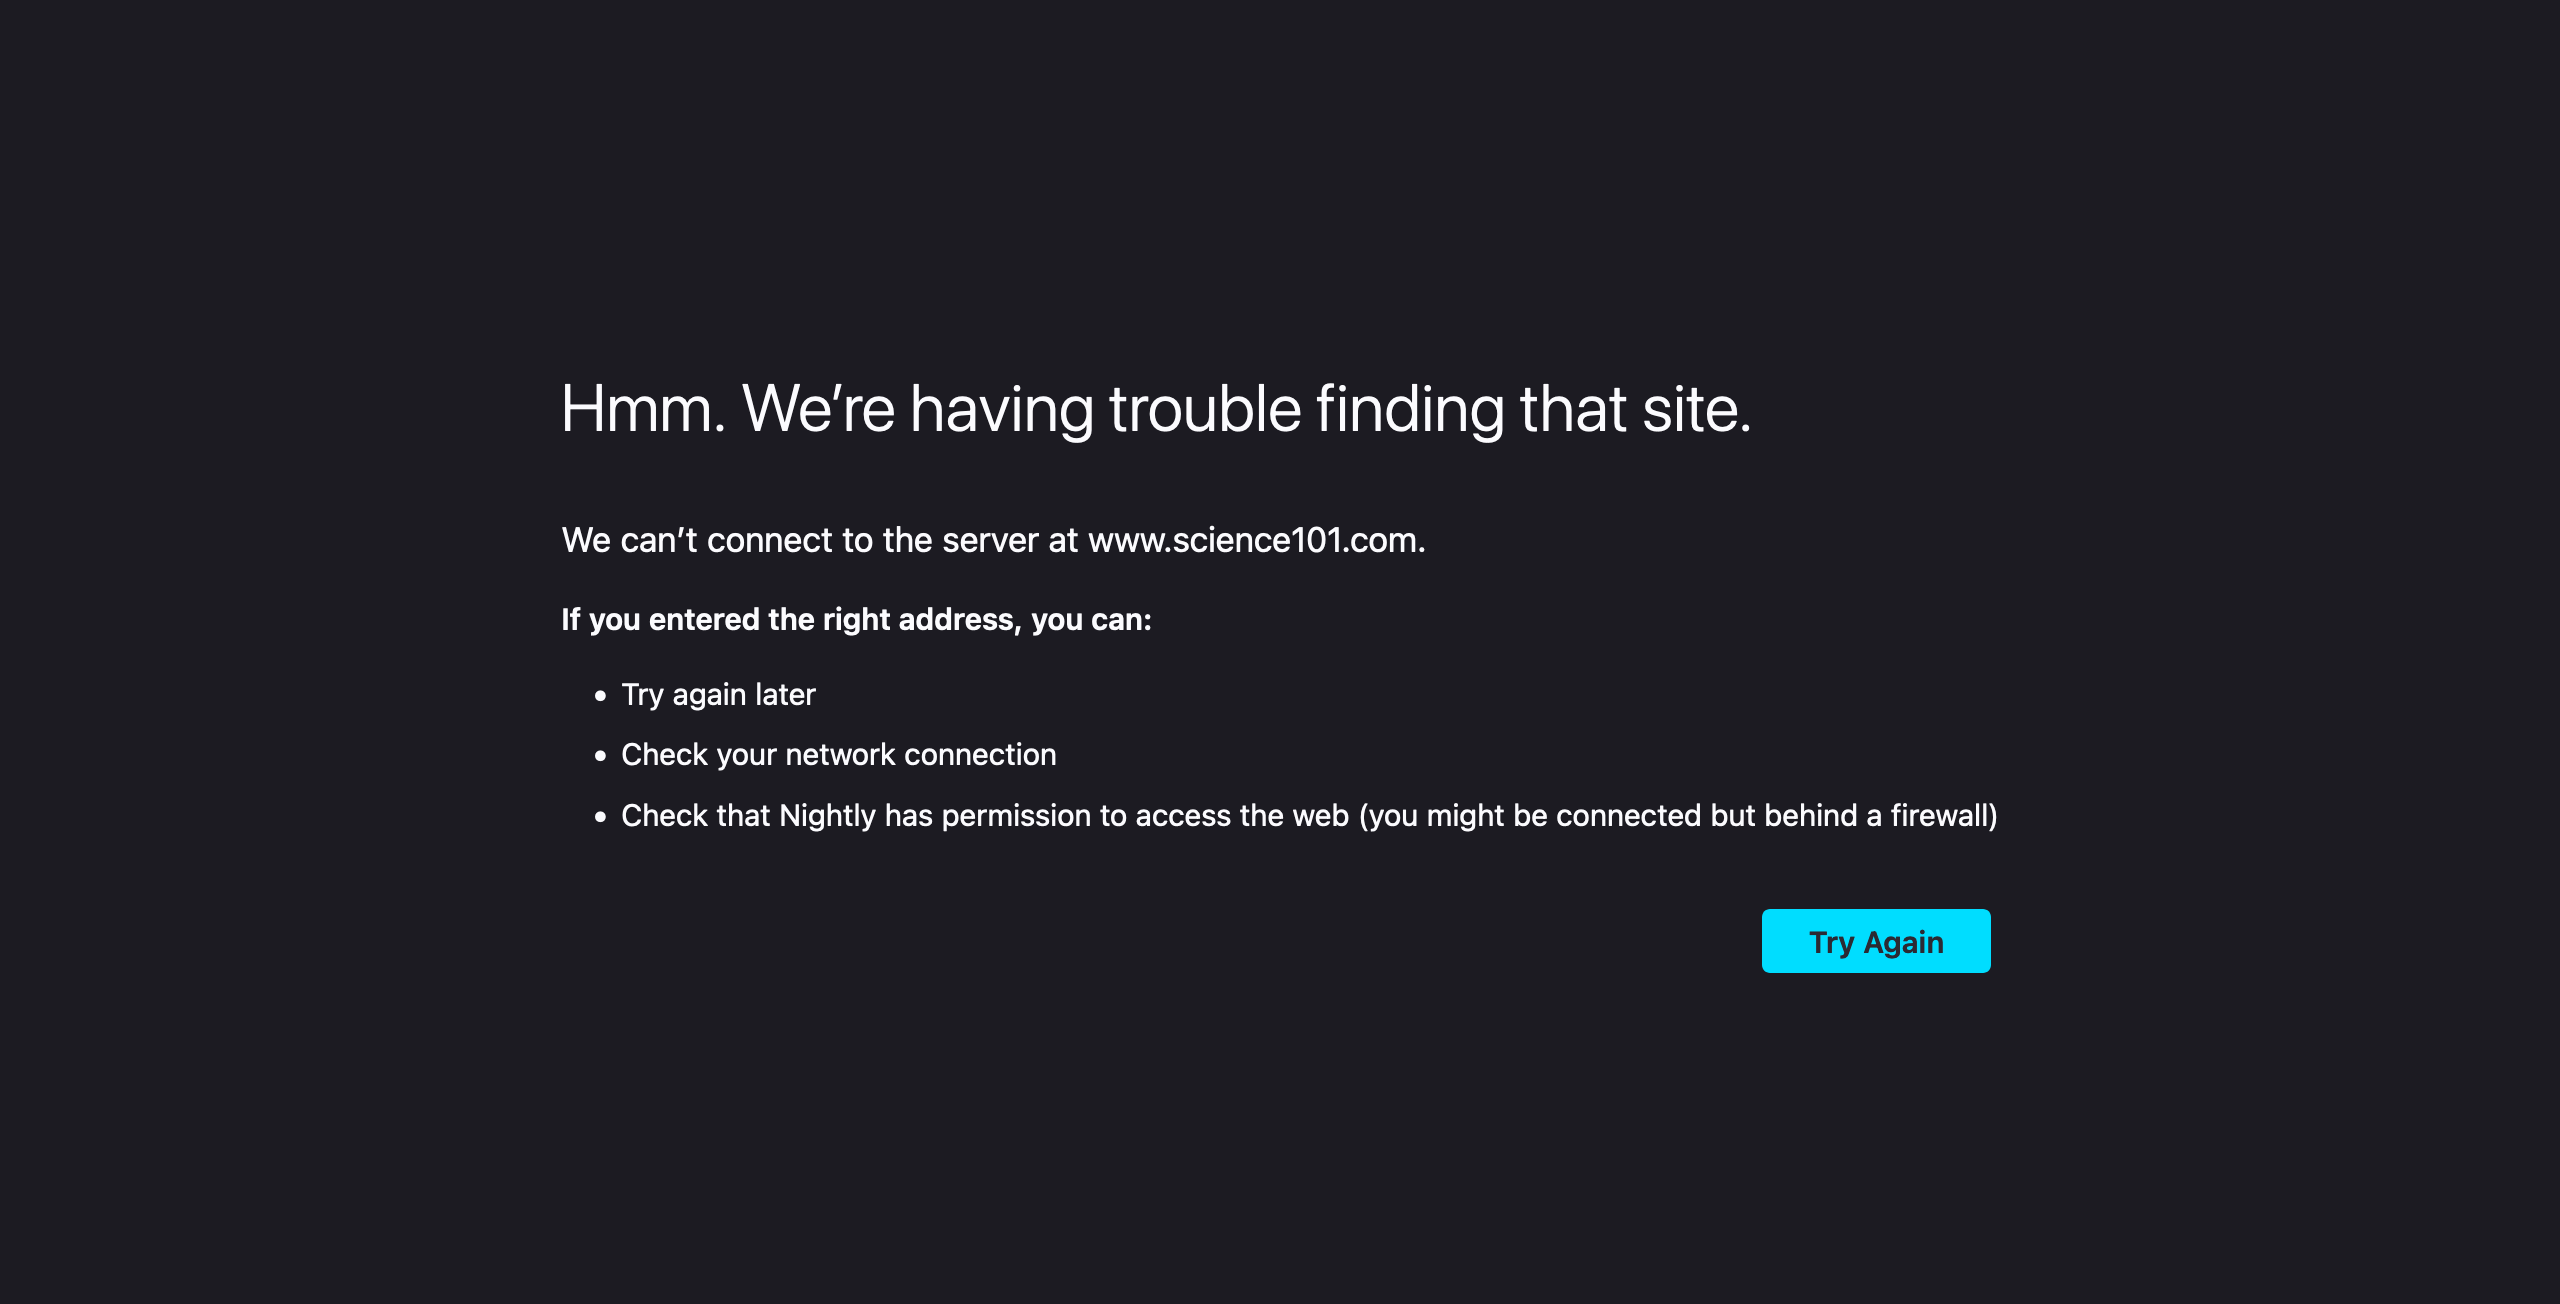 Hmm. We’re having trouble finding that site.
We can’t connect to the server at www.science101.com.
If you entered the right address, you can:
• Try again later
• Check your network connection
• Check that Nightly has permission to access the web (you might be connected but behind a firewall)
Try Again